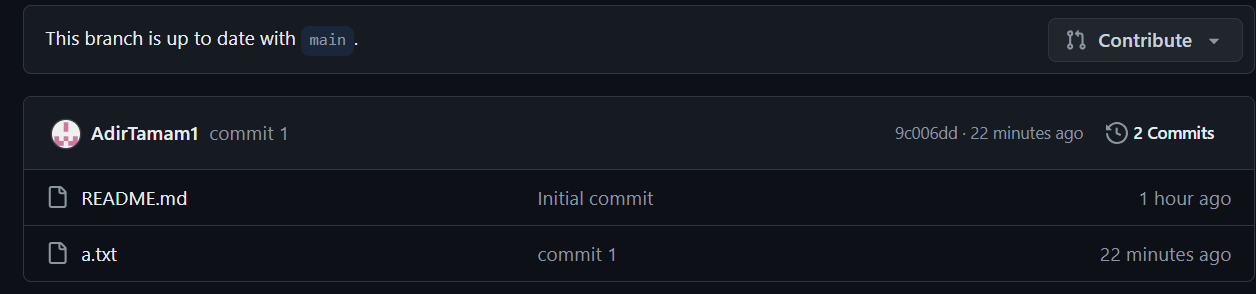 This branch is up to date with main.
Contribute
AdirTamam1 commit 1 9c006dd · 22 minutes ago 2 Commits
README.md Initial commit 1 hour ago
a.txt commit 1 22 minutes ago